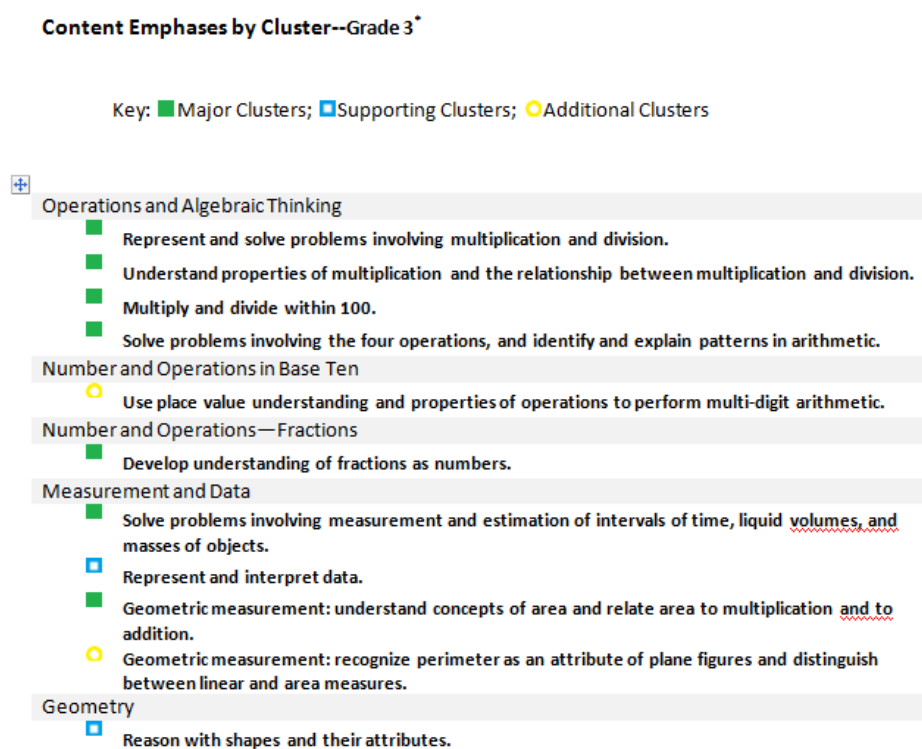 Content Emphases by Cluster--Grade 3*
Key: Major Clusters; Supporting Clusters; Additional Clusters
Operations and Algebraic Thinking
Represent and solve problems involving multiplication and division.
Understand properties of multiplication and the relationship between multiplication and division.
Multiply and divide within 100.
Solve problems involving the four operations, and identify and explain patterns in arithmetic.
Number and Operations in Base Ten
Use place value understanding and properties of operations to perform multi-digit arithmetic.
Number and Operations—Fractions
Develop understanding of fractions as numbers.
Measurement and Data
Solve problems involving measurement and estimation of intervals of time, liquid volumes, and
masses of objects.
Represent and interpret data.
Geometric measurement: understand concepts of area and relate area to multiplication and to
addition.
Geometric measurement: recognize perimeter as an attribute of plane figures and distinguish
between linear and area measures.
Geometry
Reason with shapes and their attributes.